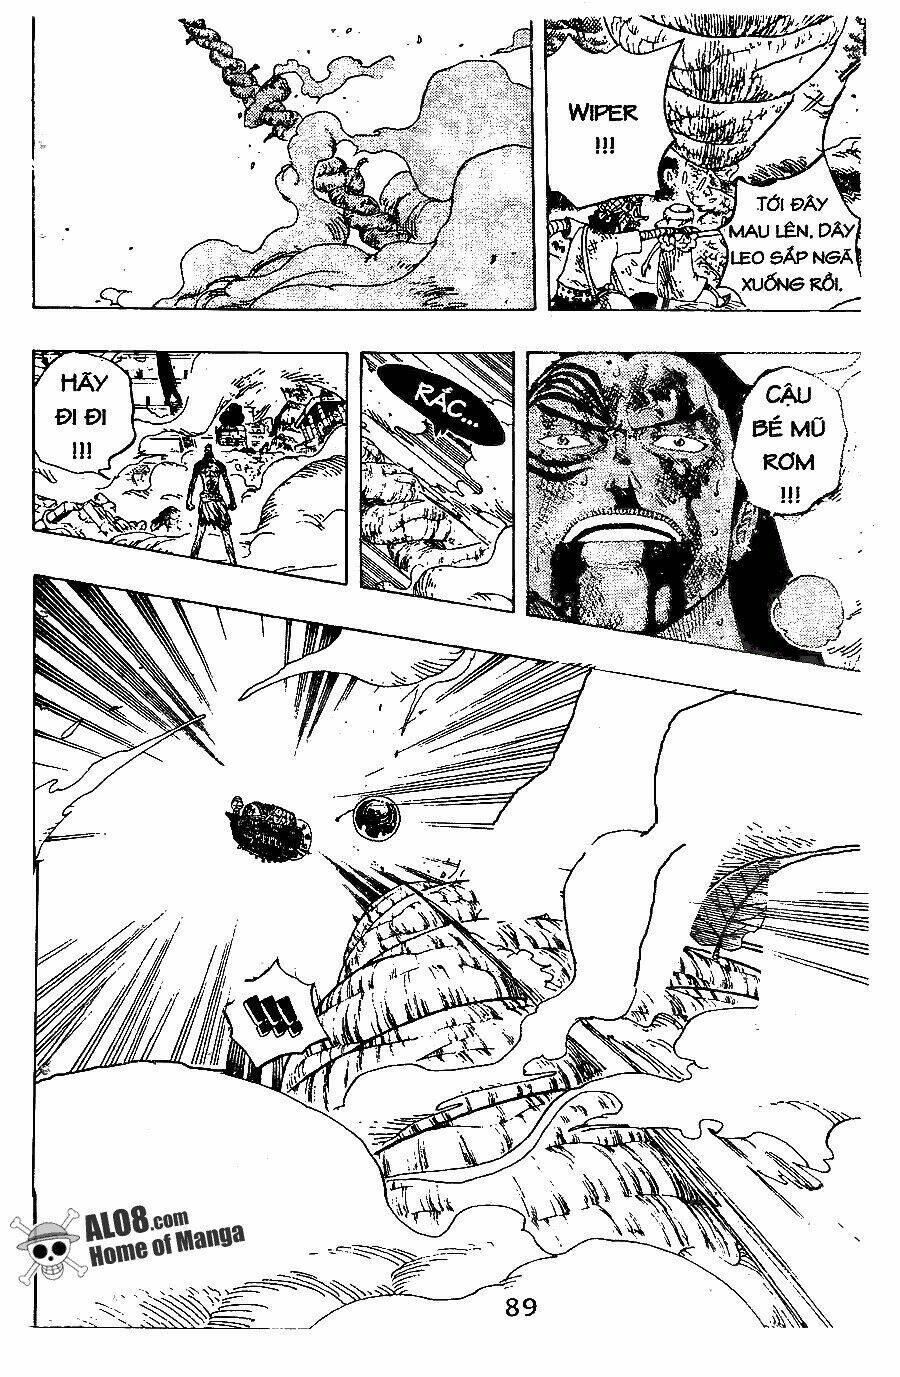 WIPER
!!!
TỚI ĐÂY
MAU LÊN, DÂY
LEO SẮP NGÃ
XUỐNG RỒI.
CẬU
BÉ MŨ
RƠM
!!!
RẮC...
HÃY
ĐI ĐI
!!!
!!!!
ALO8.com
Home of Manga
89